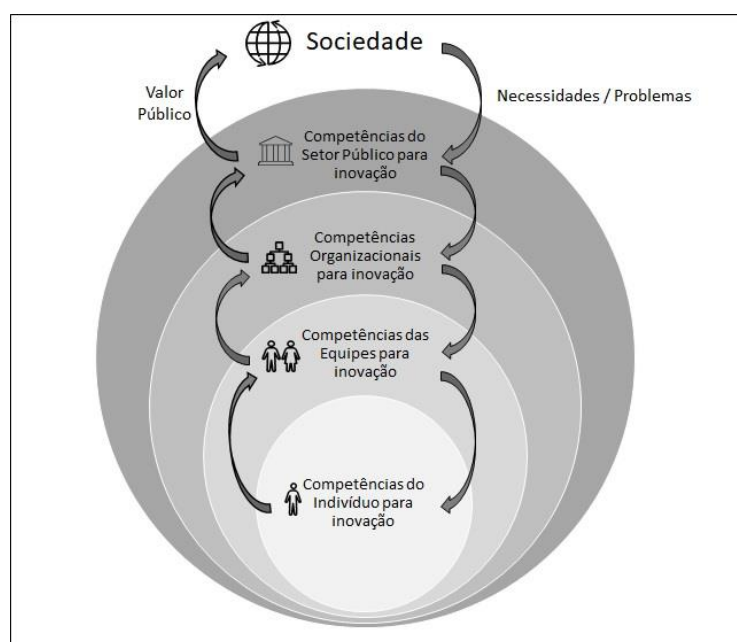 Sociedade
Valor
Público
Necessidades / Problemas
Competências do
Setor Público para
inovação
Competências
Organizacionais
para inovação
Competências das
Equipes para
inovação
Competências do
Indivíduo para
inovação